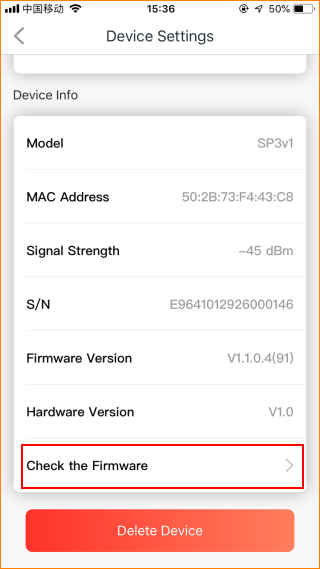 中国移动 15:36 50%
Device Settings
Device Info
Model SP3v1
MAC Address 50:2B:73:F4:43:C8
Signal Strength -45 dBm
S/N E9641012926000146
Firmware Version V1.1.0.4(91)
Hardware Version V1.0
Check the Firmware
Delete Device